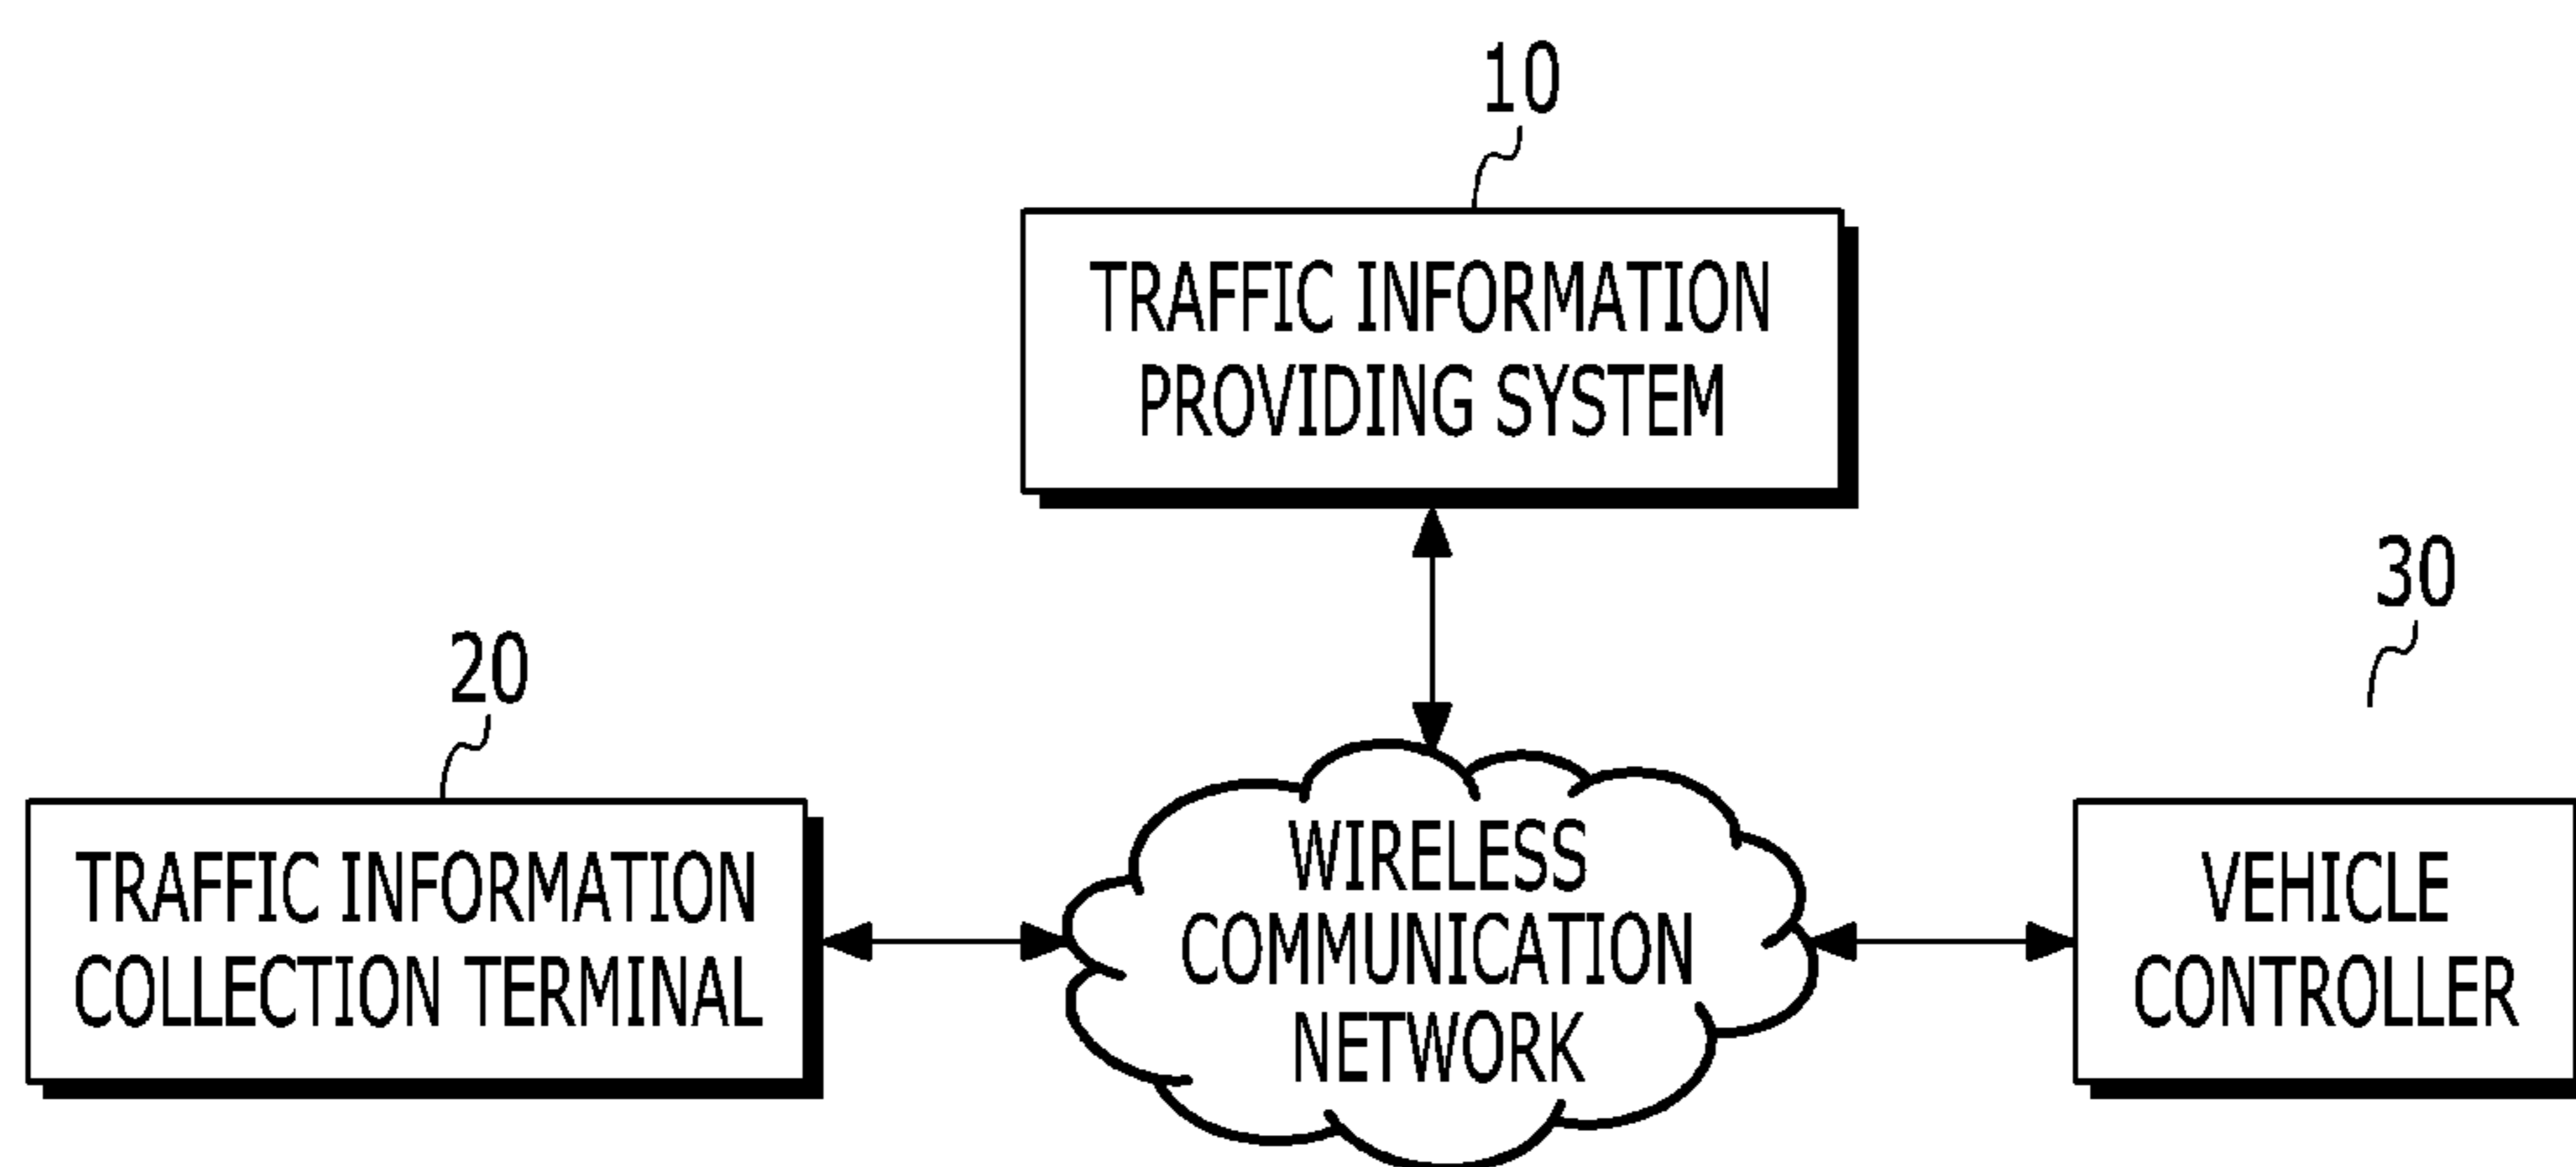 10
TRAFFIC INFORMATION
PROVIDING SYSTEM
30
20
TRAFFIC INFORMATION
COLLECTION TERMINAL
WIRELESS
COMMUNICATION
NETWORK
VEHICLE
CONTROLLER